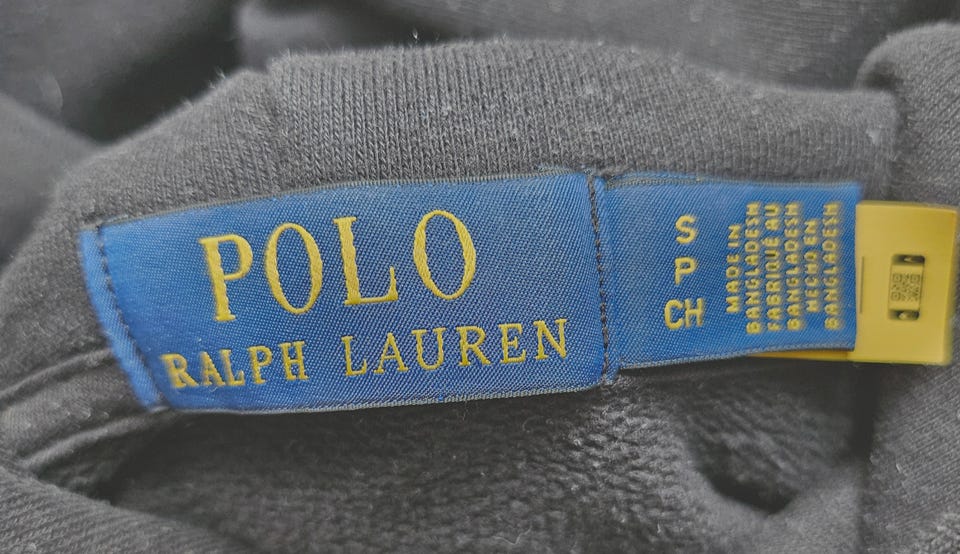 POLO
RALPH LAUREN
S
P
CH
MADE IN
BANGLADESH
FABRIQUÉ AU
BANGLADESH
HECHO EN
BANGLADESH